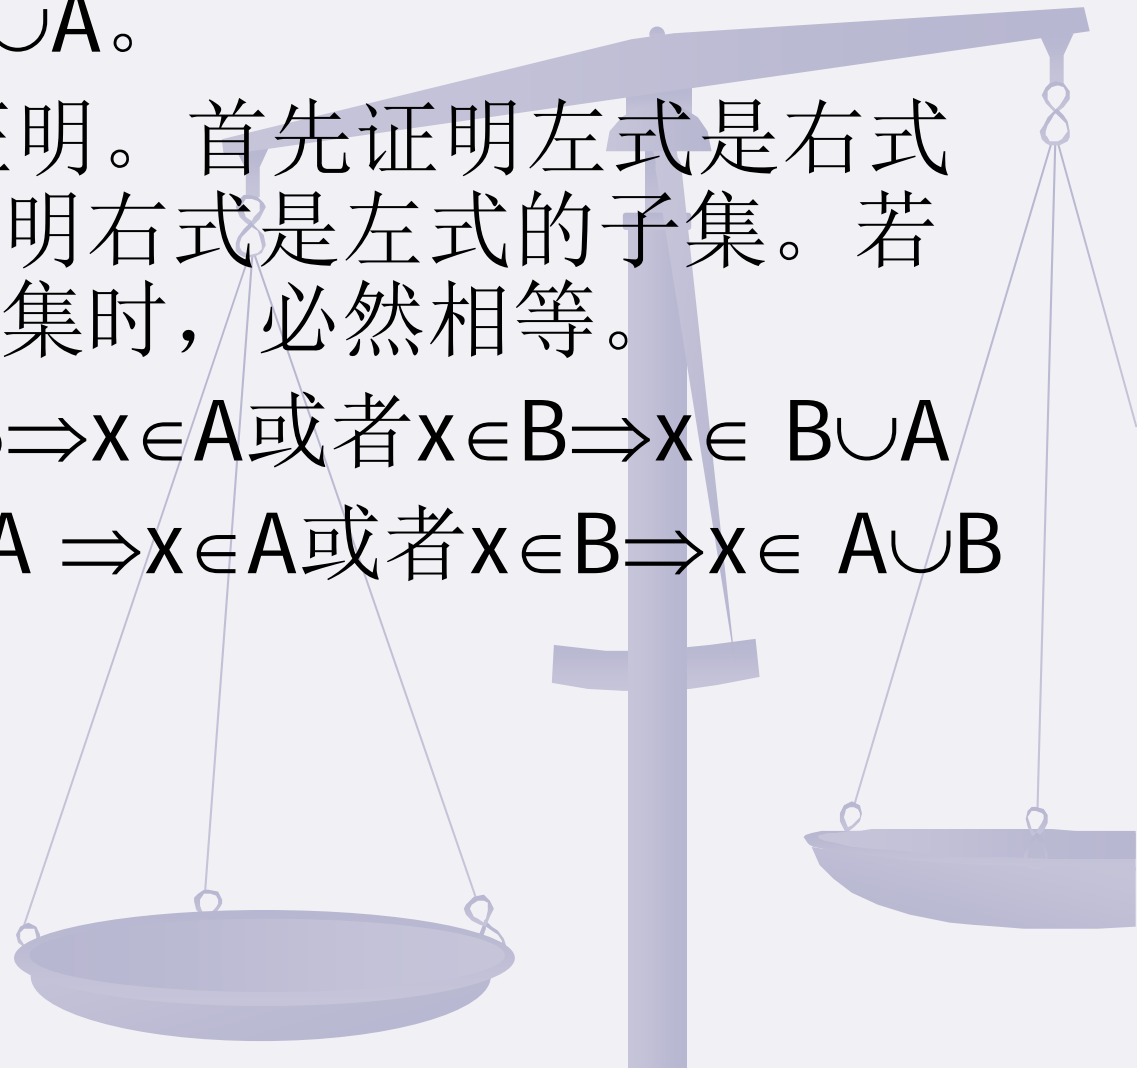 ∪A。
明。首先证明左式是右式
明右式是左式的子集。若
集时，必然相等。
⇒x∈A或者x∈B⇒x∈ B∪A
A ⇒x∈A或者x∈B⇒x∈ A∪B